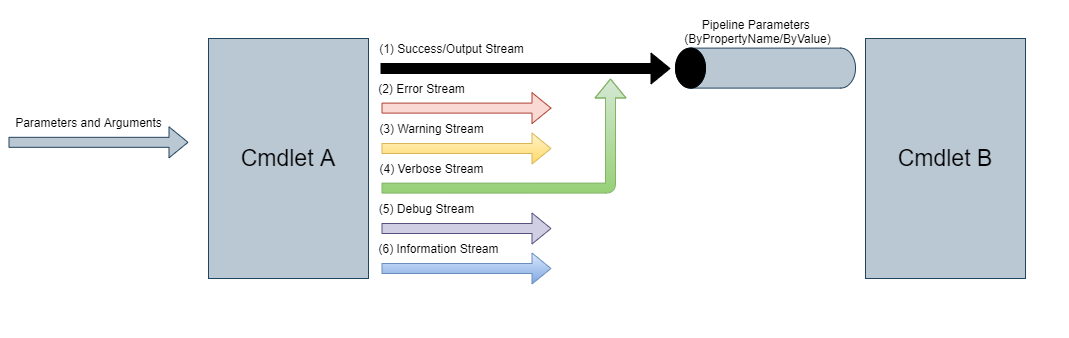 Pipeline Parameters
(ByPropertyName/ByValue)
(1) Success/Output Stream
(2) Error Stream
Parameters and Arguments
(3) Warning Stream
Cmdlet A
Cmdlet B
(4) Verbose Stream
(5) Debug Stream
(6) Information Stream